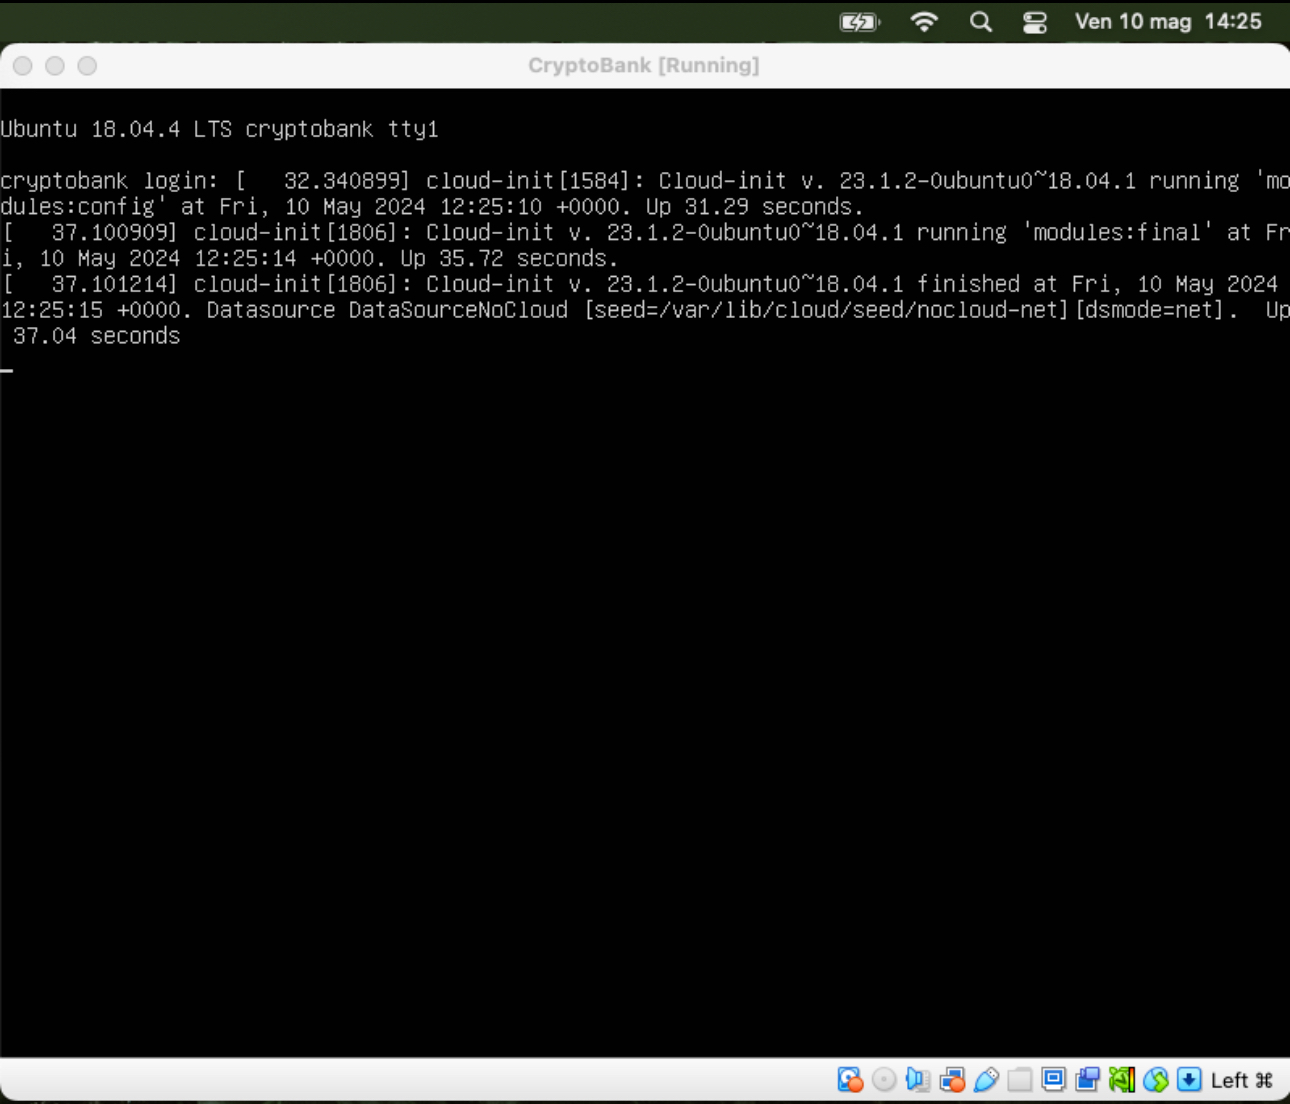 Ven 10 mag 14:25
CryptoBank [Running]
Ubuntu 18.04.4 LTS cryptobank tty1
cryptobank login: [   32.340899] cloud-init[1584]: Cloud-init v. 23.1.2-0ubuntu0~18.04.1 running 'mo
dules:config' at Fri, 10 May 2024 12:25:10 +0000. Up 31.29 seconds.
[   37.100909] cloud-init[1806]: Cloud-init v. 23.1.2-0ubuntu0~18.04.1 running 'modules:final' at Fr
i, 10 May 2024 12:25:14 +0000. Up 35.72 seconds.
[   37.101214] cloud-init[1806]: Cloud-init v. 23.1.2-0ubuntu0~18.04.1 finished at Fri, 10 May 2024
12:25:15 +0000. Datasource DataSourceNoCloud [seed=/var/lib/cloud/seed/nocloud-net][dsmode=net].  Up
 37.04 seconds
Left ⌘